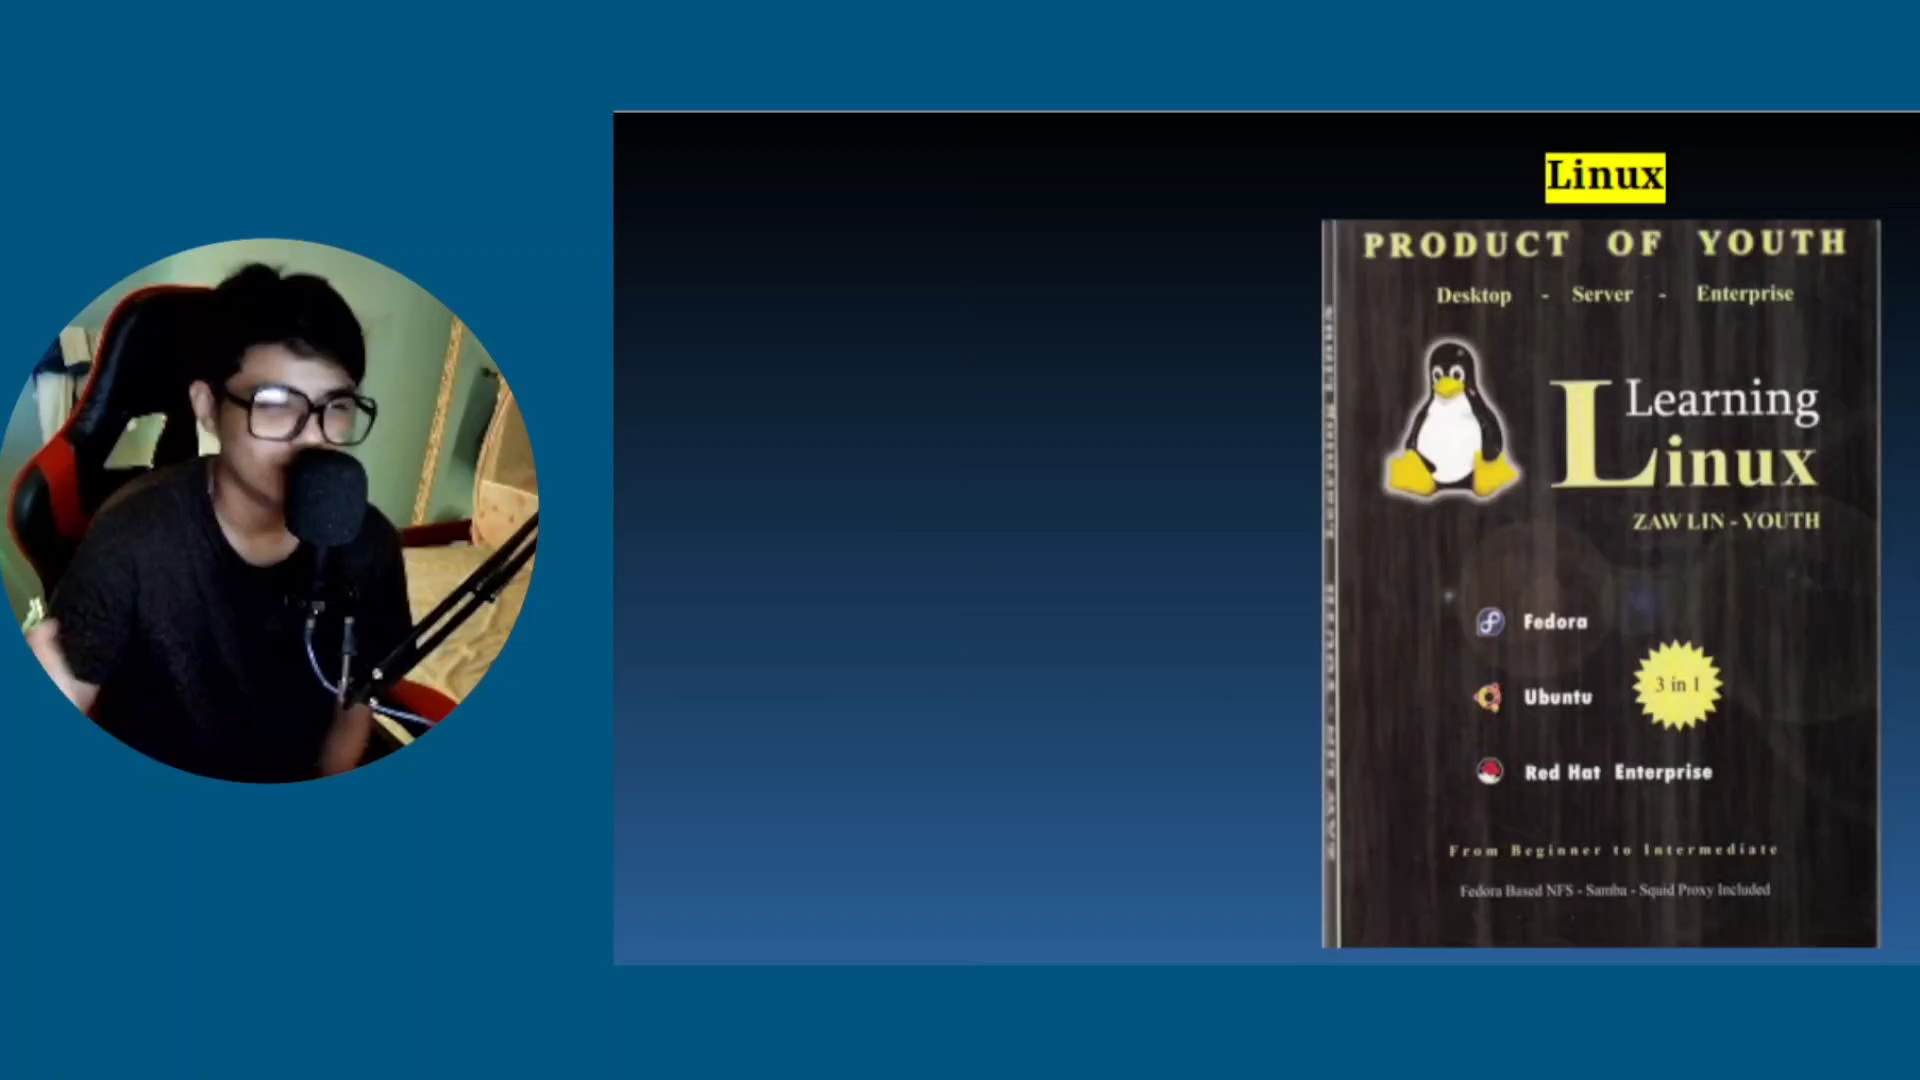 Linux
PRODUCT OF YOUTH
Desktop - Server - Enterprise
Learning
Linux
ZAW LIN - YOUTH
Fedora
Ubuntu
3 in 1
Red Hat Enterprise
From Beginner to Intermediate
Fedora Based NFS - Samba - Squid Proxy Included